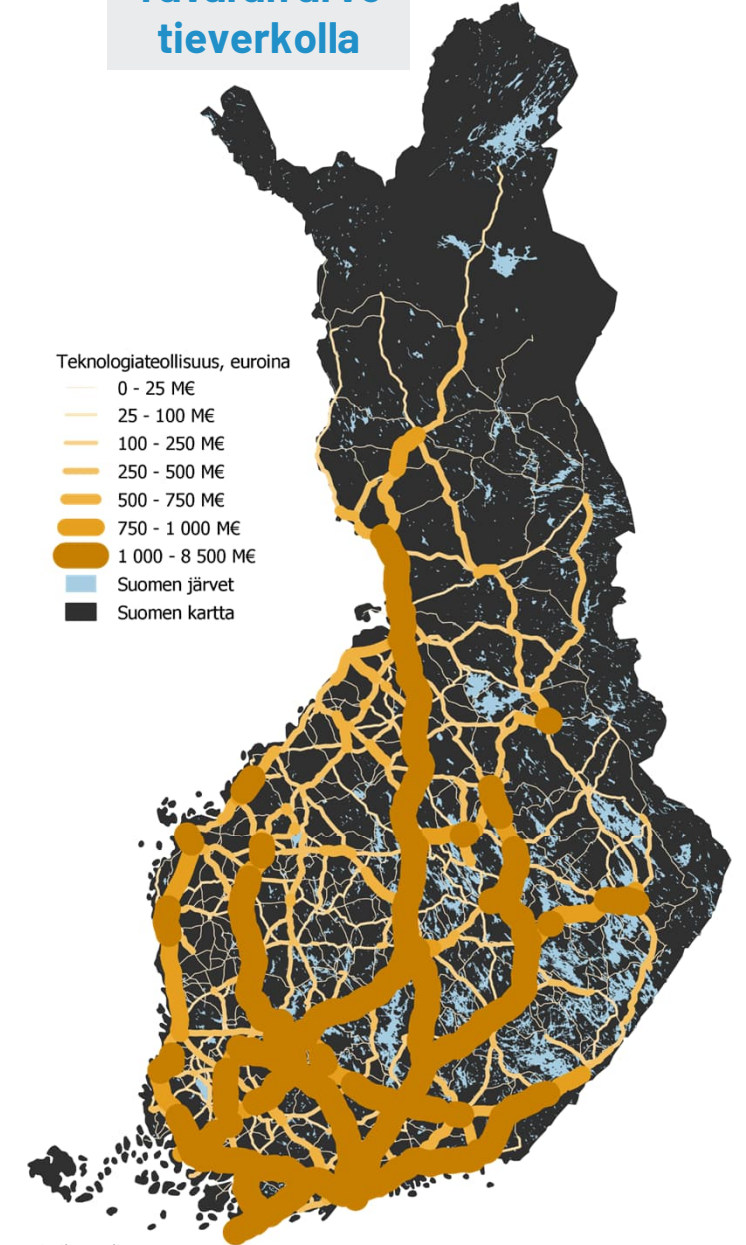 tieverkolla
Teknologiateollisuus, euroina
0 - 25 M€
25 - 100 M€
100 - 250 M€
250 - 500 M€
500 - 750 M€
750 - 1 000 M€
1 000 - 8 500 M€
Suomen järvet
Suomen kartta